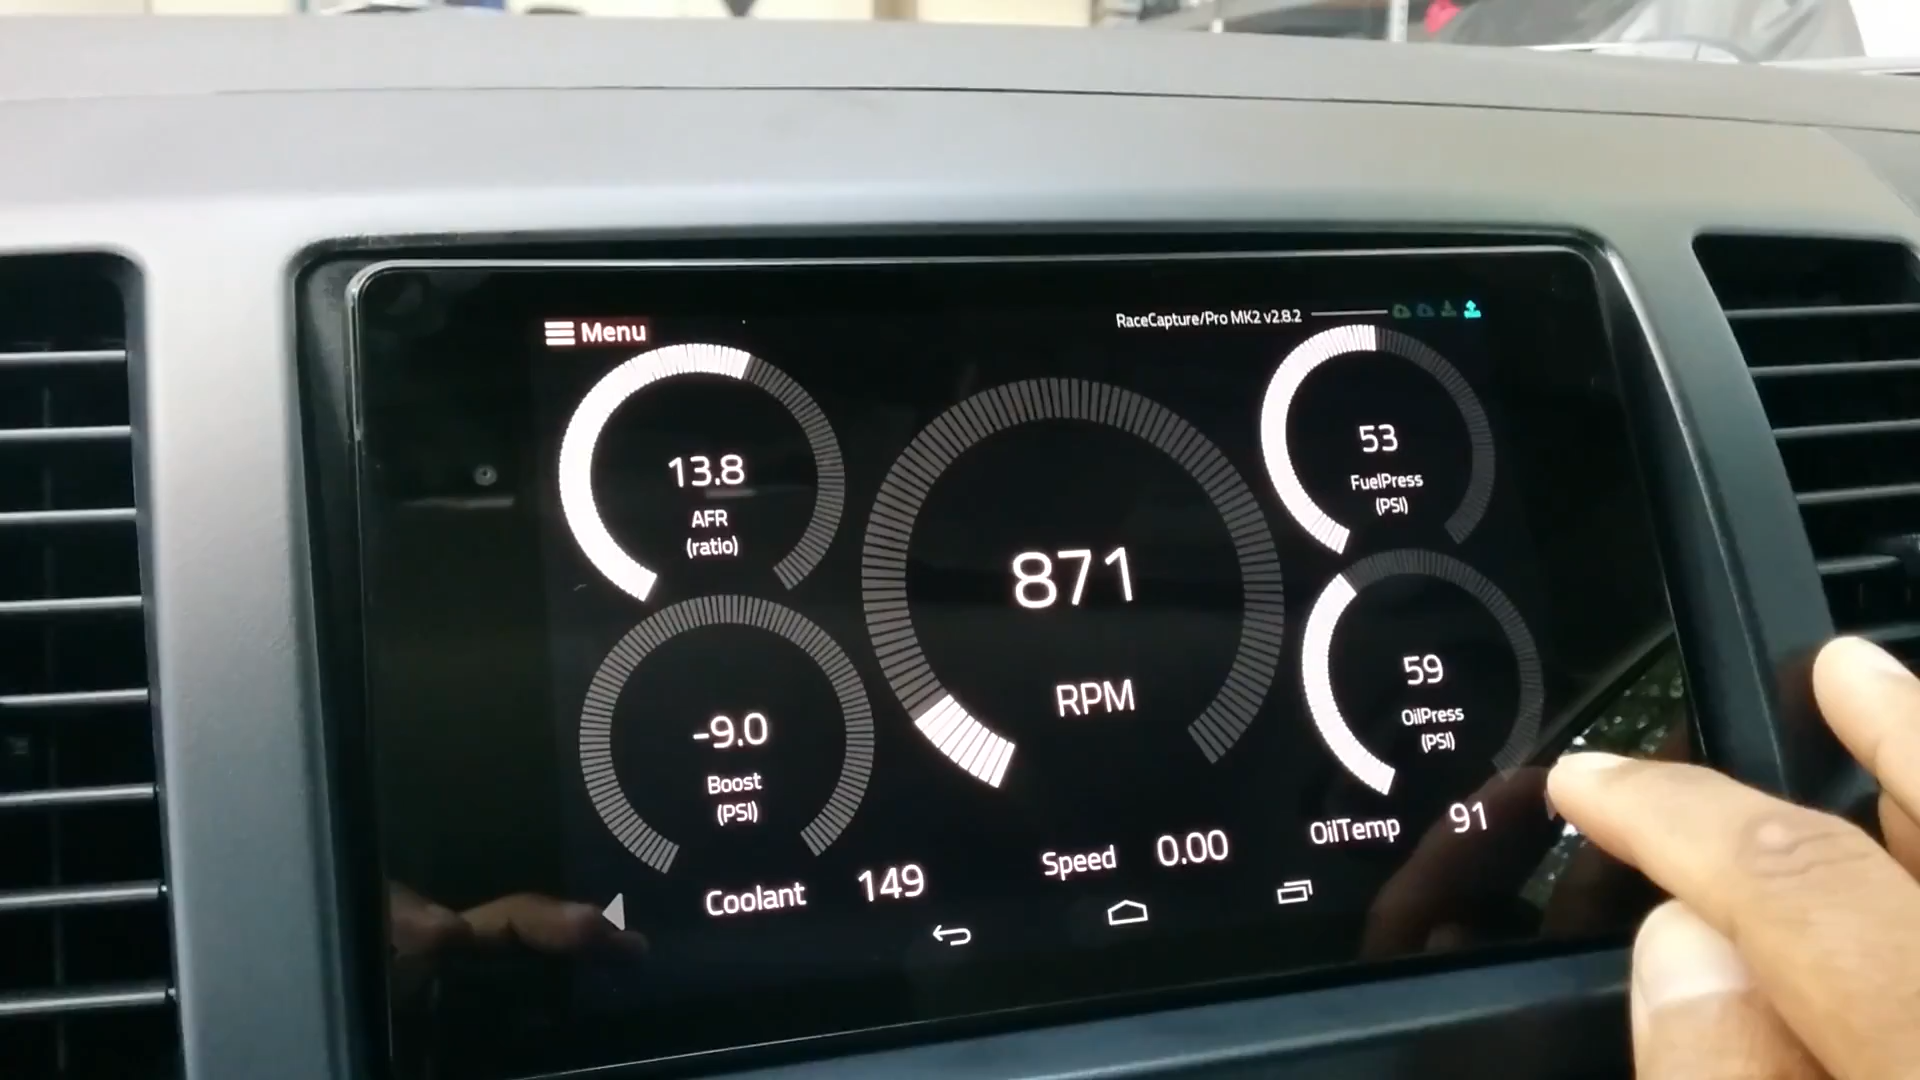 Menu
RaceCapture/Pro MK2 v2.8.2
13.8
AFR
(ratio)
53
FuelPress
(PSI)
871
RPM
-9.0
Boost
(PSI)
59
OilPress
(PSI)
Coolant 149
Speed 0.00
OilTemp 91